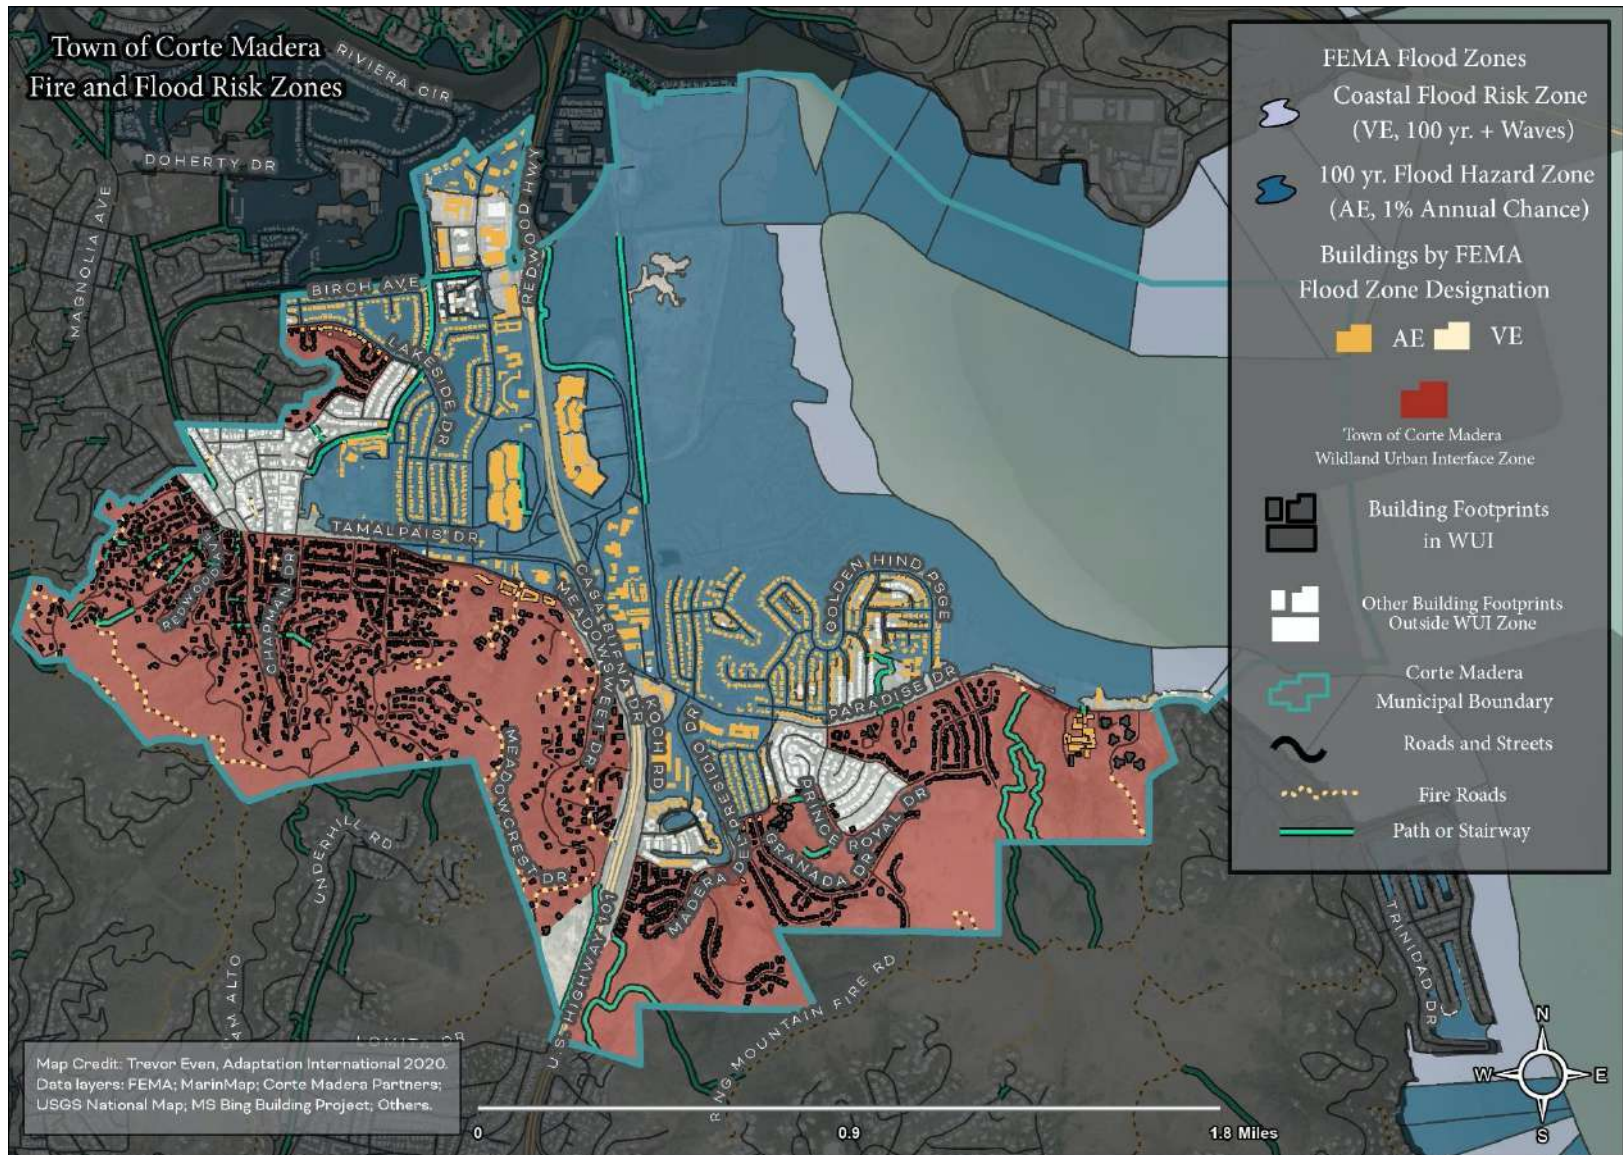 Town of Corte Madera
Fire and Flood Risk Zones
RIVIERA CIR
DOHERTY DR
MAGNOLIA AVE
REDWOOD HWY
BIRCH AVE
LAKESIDE DR
TAMALPAIS DR
REDWOOD AVE
CHAPMAN DR
CASA BUENA DR
MEADOWSWEET DR
GOLDEN HIND PSGE
PARADISE DR
KOCH RD
PRESIDIO DR
MEADOWCREST DR
PRINCE ROYAL DR
GRANADA DR
MADERA DEL PRESIDIO
UNDERHILL RD
U.S. HIGHWAY 101
RING MOUNTAIN FIRE RD
LOMITA DR
TRINIDAD DR
FEMA Flood Zones
Coastal Flood Risk Zone
(VE, 100 yr. + Waves)
100 yr. Flood Hazard Zone
(AE, 1% Annual Chance)
Buildings by FEMA
Flood Zone Designation
AE VE
Town of Corte Madera
Wildland Urban Interface Zone
Building Footprints
in WUI
Other Building Footprints
Outside WUI Zone
Corte Madera
Municipal Boundary
Roads and Streets
Fire Roads
Path or Stairway
Map Credit: Trevor Even, Adaptation International 2020.
Data layers: FEMA; MarinMap; Corte Madera Partners;
USGS National Map; MS Bing Building Project; Others.
0 0.9 1.8 Miles
N
W E
S